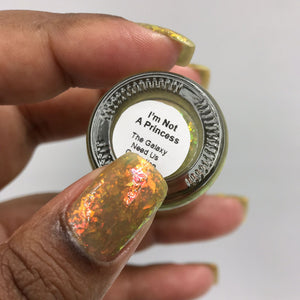 I'm Not
A Princess
The Galaxy
Need Us